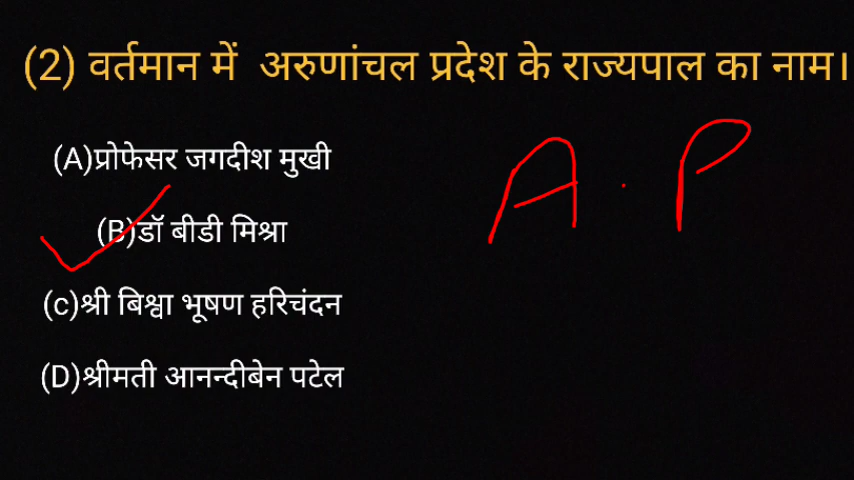 (2) वर्तमान में अरुणांचल प्रदेश के राज्यपाल का नाम।
(A)प्रोफेसर जगदीश मुखी
A . P
(B)डॉ बीडी मिश्रा
(c)श्री बिश्वा भूषण हरिचंदन
(D)श्रीमती आनन्दीबेन पटेल